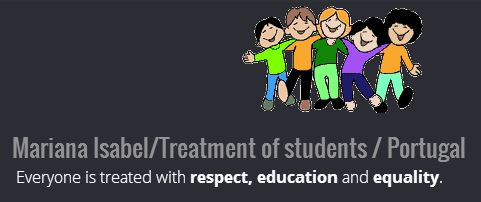 Mariana Isabel/Treatment of students / Portugal
Everyone is treated with respect, education and equality.